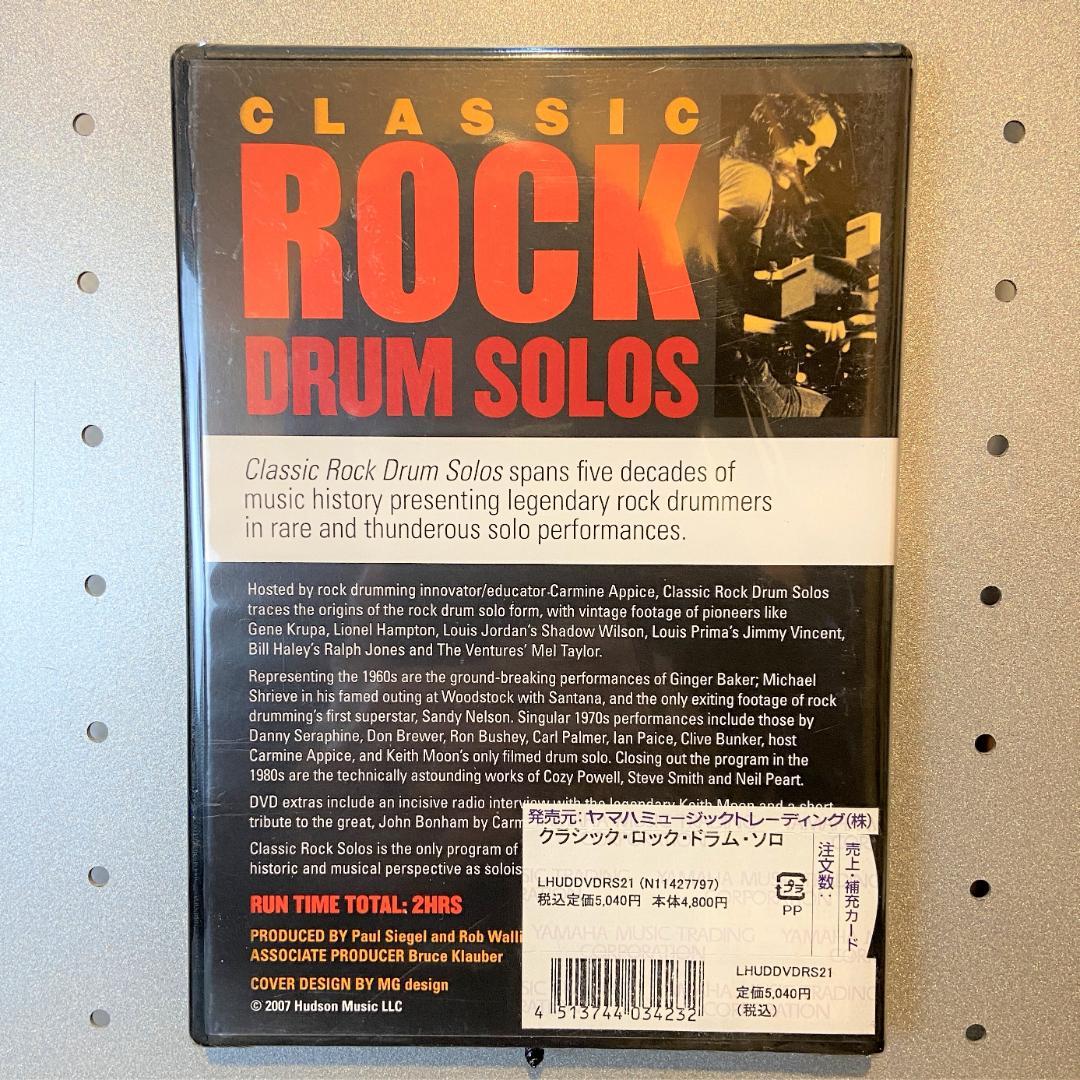 CLASSIC
ROCK
DRUM SOLOS
Classic Rock Drum Solos spans five decades of
music history presenting legendary rock drummers
in rare and thunderous solo performances.
Hosted by rock drumming innovator/educator Carmine Appice, Classic Rock Drum Solos
traces the origins of the rock drum solo form, with vintage footage of pioneers like
Gene Krupa, Lionel Hampton, Louis Jordan's Shadow Wilson, Louis Prima's Jimmy Vincent,
Bill Haley's Ralph Jones and The Ventures' Mel Taylor.
Representing the 1960s are the ground-breaking performances of Ginger Baker; Michael
Shrieve in his famed outing at Woodstock with Santana, and the only exiting footage of rock
drumming's first superstar, Sandy Nelson. Singular 1970s performances include those by
Danny Seraphine, Don Brewer, Ron Bushey, Carl Palmer, Ian Paice, Clive Bunker, host
Carmine Appice, and Keith Moon's only filmed drum solo. Closing out the program in the
1980s are the technically astounding works of Cozy Powell, Steve Smith and Neil Peart.
DVD extras include an incisive radio interview with the legendary Keith Moon and a short
tribute to the great, John Bonham by Carm
Classic Rock Solos is the only program of
historic and musical perspective as solois
RUN TIME TOTAL: 2HRS
PRODUCED BY Paul Siegel and Rob Walli
ASSOCIATE PRODUCER Bruce Klauber
COVER DESIGN BY MG design
© 2007 Hudson Music LLC
発売元:ヤマハミュージックトレーディング(株)
クラシック・ロック・ドラム・ソロ
LHUDDVDRS21 (N11427797)
税込定価5,040円 本体4,800円
プラ
PP
注文数:
売上・補充カード
YAMAHA MUSIC TRADING
CORPORATION
LHUDDVDRS21
定価5,040円
(税込)
4 513744 034232